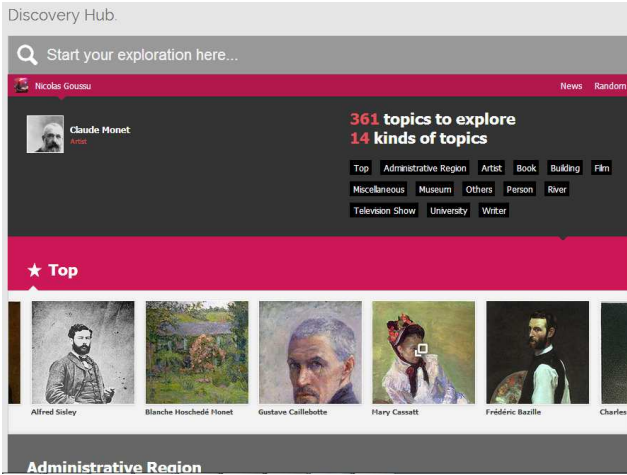 Discovery Hub.
Start your exploration here...
Nicolas Goussu
News Random
Claude Monet
Artist
361 topics to explore
14 kinds of topics
Top Administrative Region Artist Book Building Film
Miscellaneous Museum Others Person River
Television Show University Writer
Top
Alfred Sisley Blanche Hoschedé Monet Gustave Caillebotte Mary Cassatt Frédéric Bazille Charles
Administrative Region